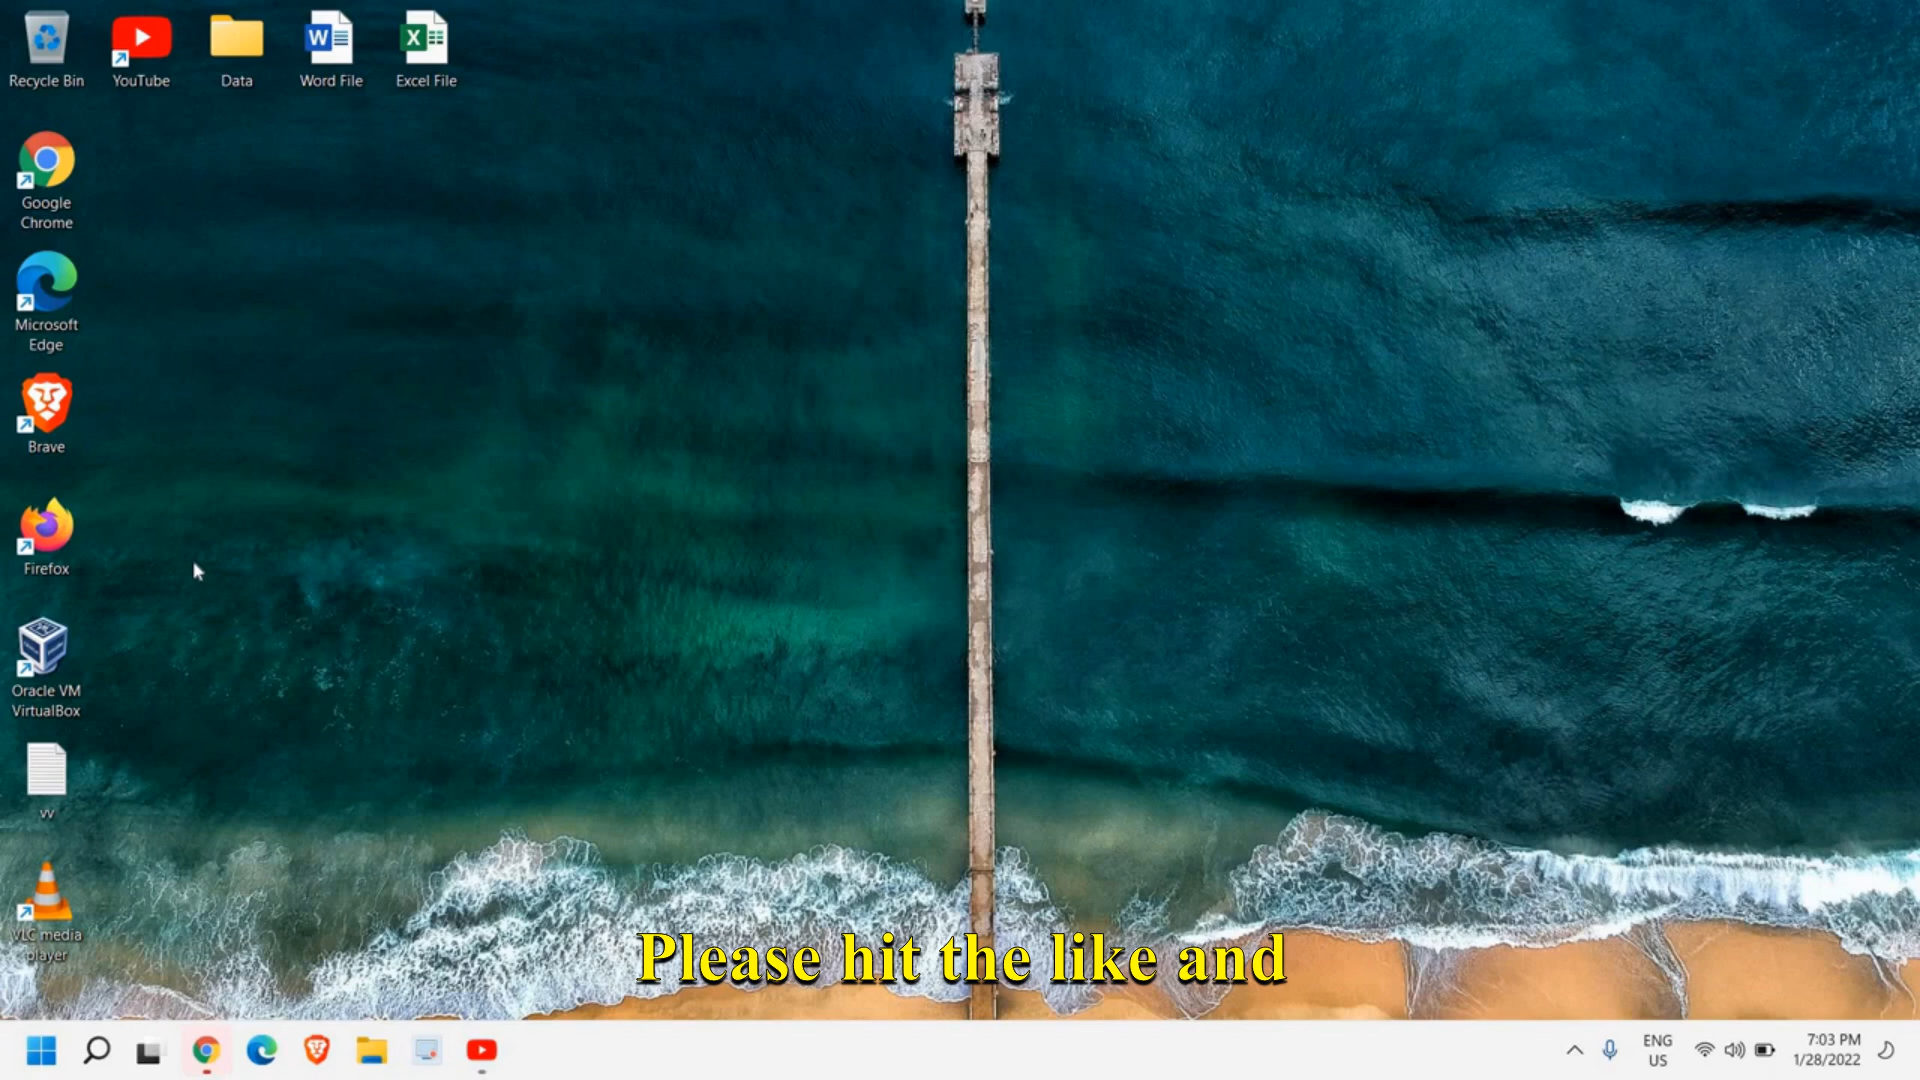 Recycle Bin
YouTube
Data
Word File
Excel File
Google
Chrome
Microsoft
Edge
Brave
Firefox
Oracle VM
VirtualBox
vv
VLC media
player
Please hit the like and
ENG
US
7:03 PM
1/28/2022